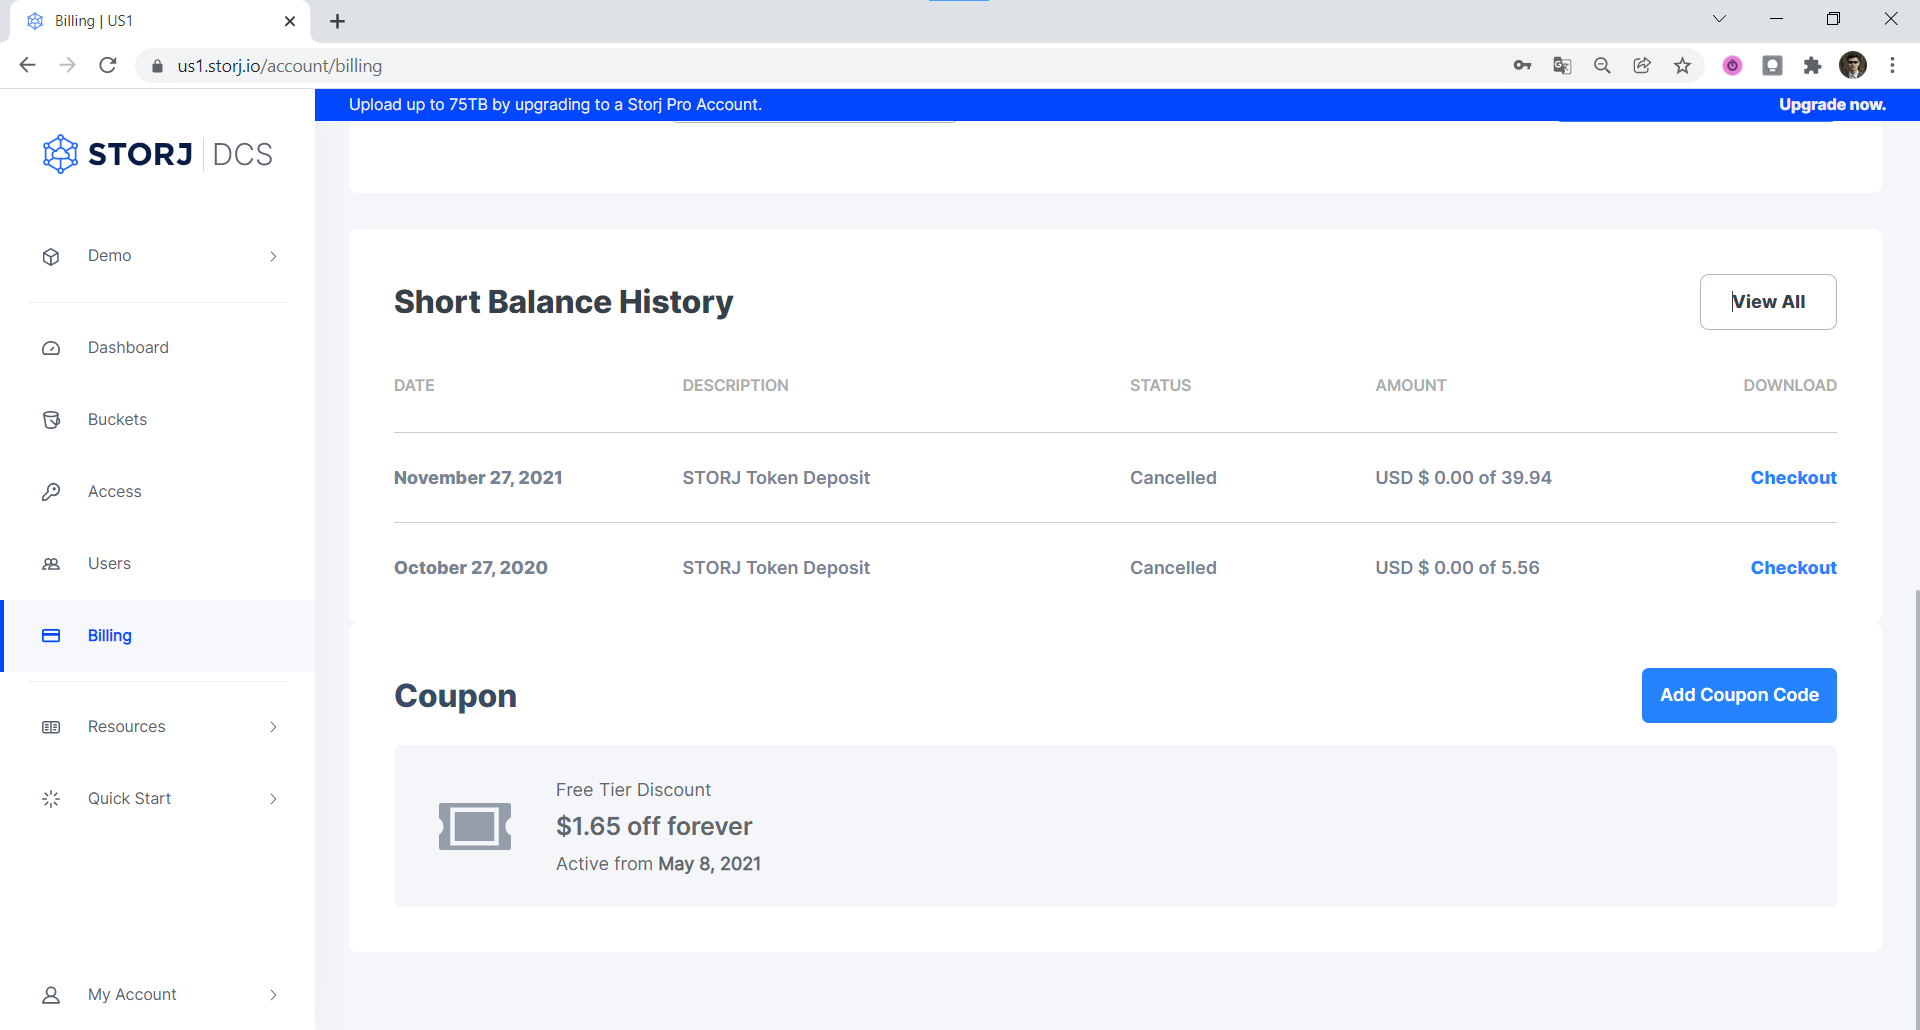 Billing | US1
us1.storj.io/account/billing
Upload up to 75TB by upgrading to a Storj Pro Account. Upgrade now.
STORJ DCS
Demo
Dashboard
Buckets
Access
Users
Billing
Resources
Quick Start
My Account
Short Balance History
View All
DATE DESCRIPTION STATUS AMOUNT DOWNLOAD
November 27, 2021 STORJ Token Deposit Cancelled USD $ 0.00 of 39.94 Checkout
October 27, 2020 STORJ Token Deposit Cancelled USD $ 0.00 of 5.56 Checkout
Coupon
Add Coupon Code
Free Tier Discount
$1.65 off forever
Active from May 8, 2021